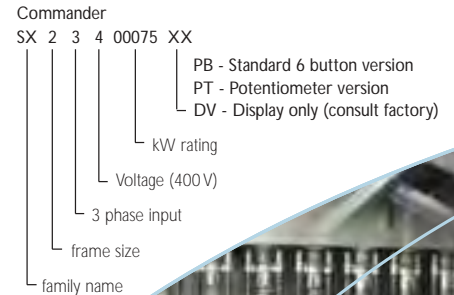 Commander
SX 2 3 4 00075 XX
PB - Standard 6 button version
PT - Potentiometer version
DV - Display only (consult factory)
kW rating
Voltage (400 V)
3 phase input
frame size
family name